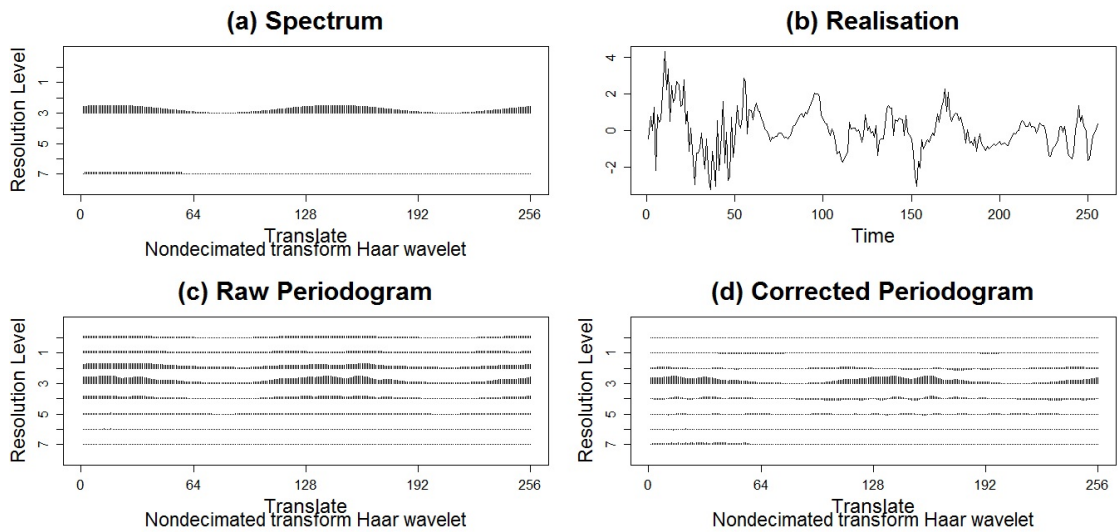 (a) Spectrum
Resolution Level
1
3
5
7
0
64
128
192
256
Translate
Nondecimated transform Haar wavelet
(b) Realisation
4
2
0
-2
0
50
100
150
200
250
Time
(c) Raw Periodogram
Resolution Level
1
3
5
7
0
64
128
192
256
Translate
Nondecimated transform Haar wavelet
(d) Corrected Periodogram
Resolution Level
1
3
5
7
0
64
128
192
256
Translate
Nondecimated transform Haar wavelet